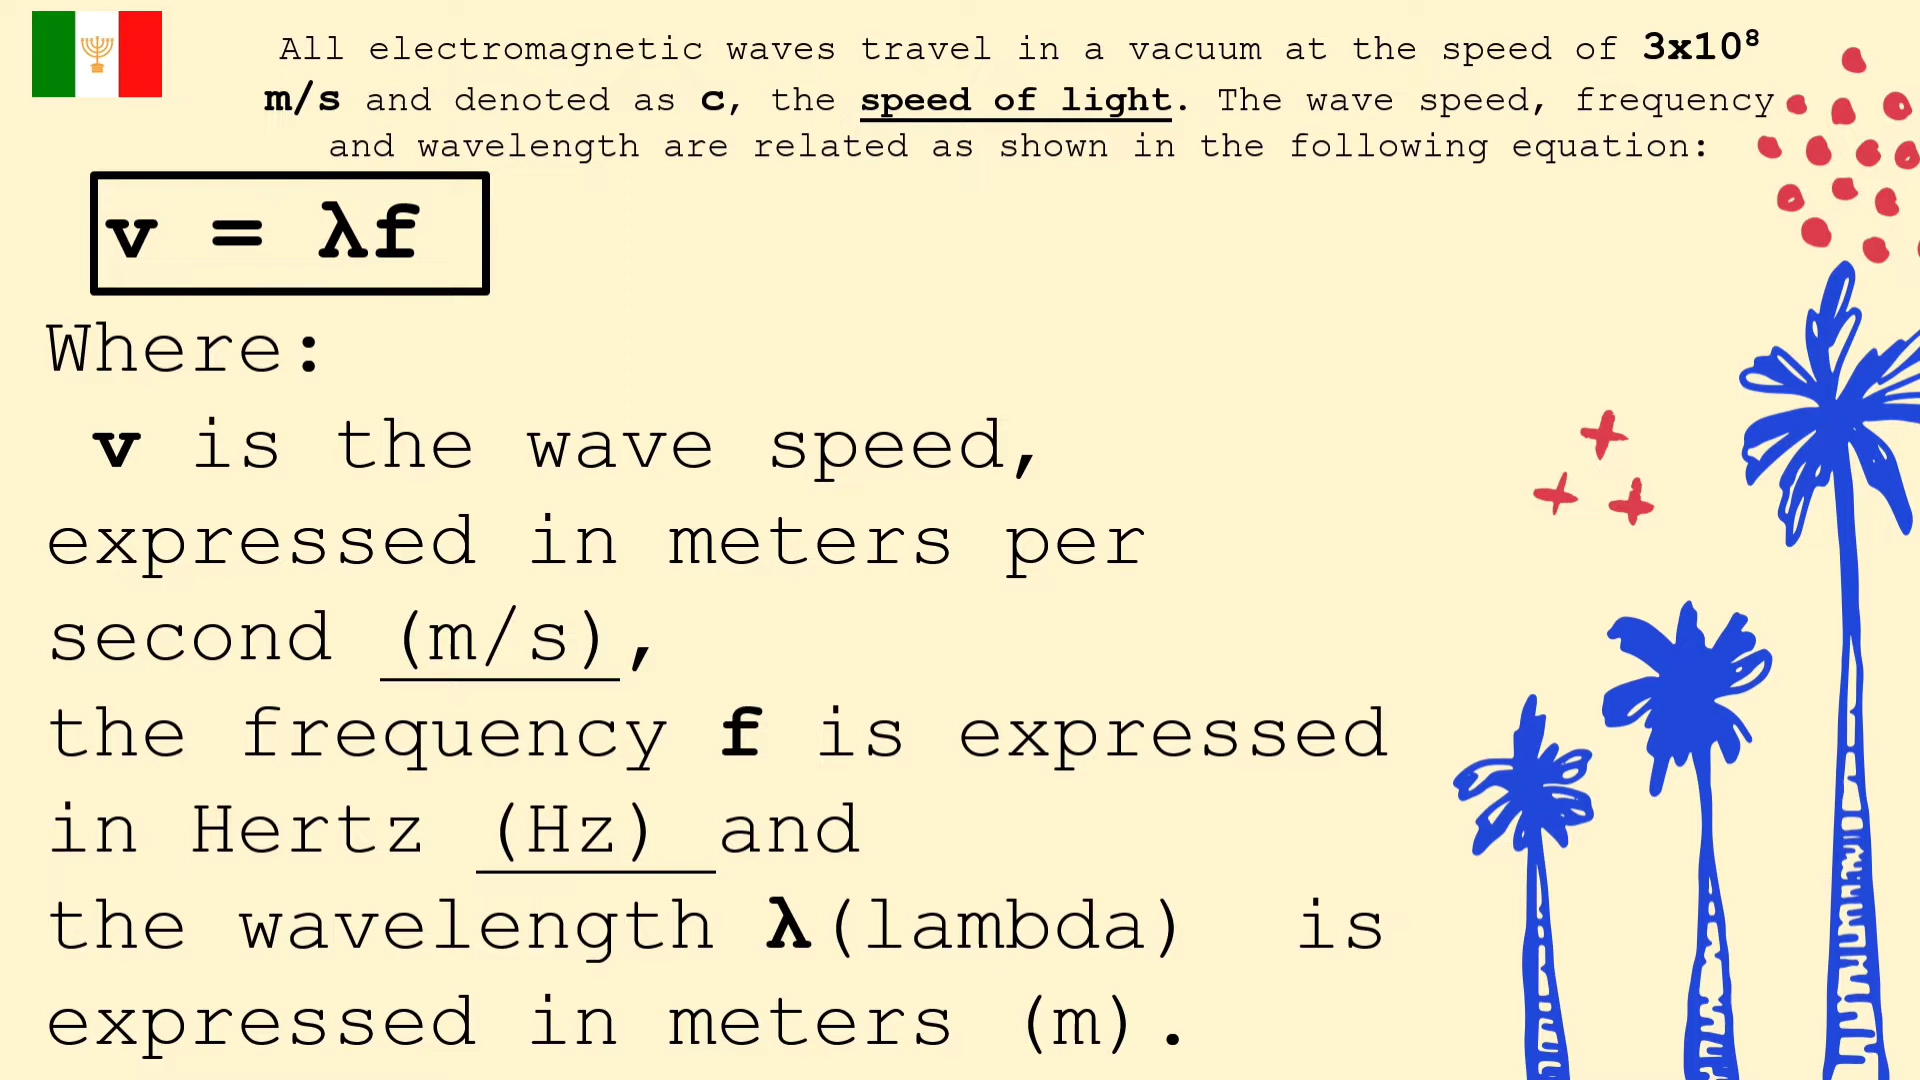 All electromagnetic waves travel in a vacuum at the speed of 3x10⁸
m/s and denoted as c, the speed of light. The wave speed, frequency
and wavelength are related as shown in the following equation:
v = λf
Where:
v is the wave speed,
expressed in meters per
second (m/s),
the frequency f is expressed
in Hertz (Hz) and
the wavelength λ(lambda) is
expressed in meters (m).